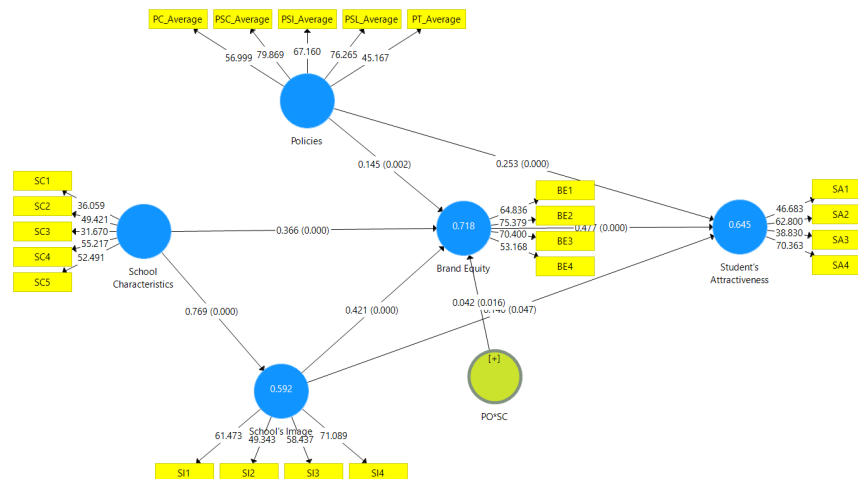 PC_Average
PSC_Average
PSI_Average
PSL_Average
PT_Average
56.999
79.869
67.160
76.265
45.167
Policies
0.145 (0.002)
0.253 (0.000)
SC1
SC2
SC3
SC4
SC5
36.059
49.421
31.670
55.217
52.491
School
Characteristics
0.366 (0.000)
0.769 (0.000)
0.718
Brand Equity
64.836
75.379
70.400
53.168
BE1
BE2
BE3
BE4
0.477 (0.000)
0.645
Student's
Attractiveness
46.683
62.800
38.830
70.363
SA1
SA2
SA3
SA4
0.421 (0.000)
0.042 (0.016)
(0.047)
[+]
PO*SC
0.592
School's Image
61.473
49.343
58.437
71.089
SI1
SI2
SI3
SI4